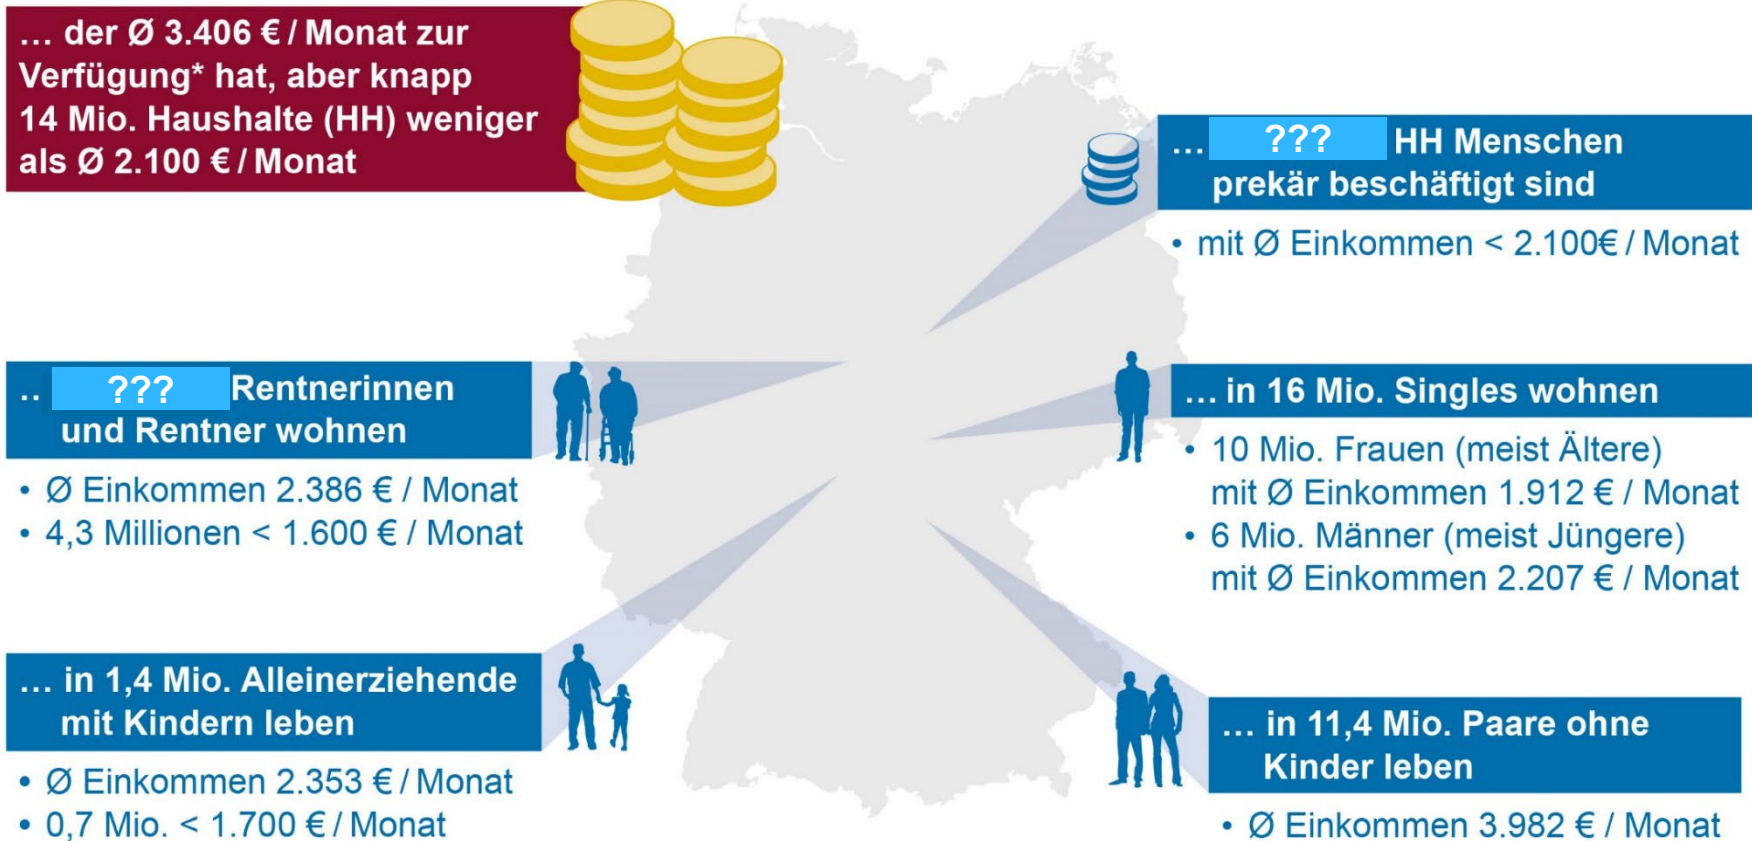 … der Ø 3.406 € / Monat zur
Verfügung* hat, aber knapp
14 Mio. Haushalte (HH) weniger
als Ø 2.100 € / Monat
… ??? HH Menschen
prekär beschäftigt sind
• mit Ø Einkommen < 2.100€ / Monat
.. ??? Rentnerinnen
und Rentner wohnen
• Ø Einkommen 2.386 € / Monat
• 4,3 Millionen < 1.600 € / Monat
… in 16 Mio. Singles wohnen
• 10 Mio. Frauen (meist Ältere)
mit Ø Einkommen 1.912 € / Monat
• 6 Mio. Männer (meist Jüngere)
mit Ø Einkommen 2.207 € / Monat
… in 1,4 Mio. Alleinerziehende
mit Kindern leben
• Ø Einkommen 2.353 € / Monat
• 0,7 Mio. < 1.700 € / Monat
… in 11,4 Mio. Paare ohne
Kinder leben
• Ø Einkommen 3.982 € / Monat